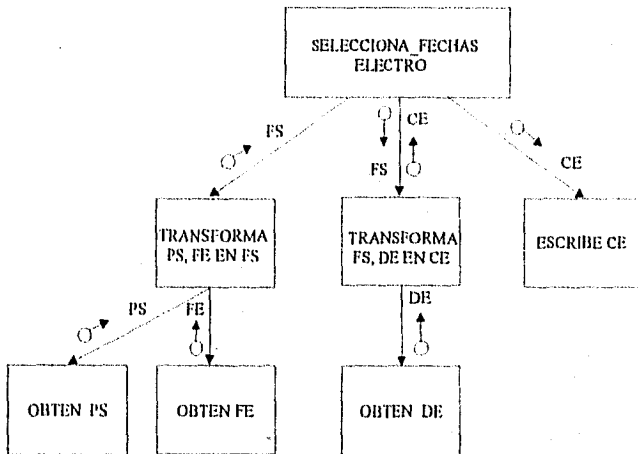 SELECCIONA_FECHAS
ELECTRO
FS
CE
FS
CE
TRANSFORMA
PS, FE EN FS
TRANSFORMA
FS, DE EN CE
ESCRIBE CE
PS
FE
DE
OBTEN PS
OBTEN FE
OBTEN DE